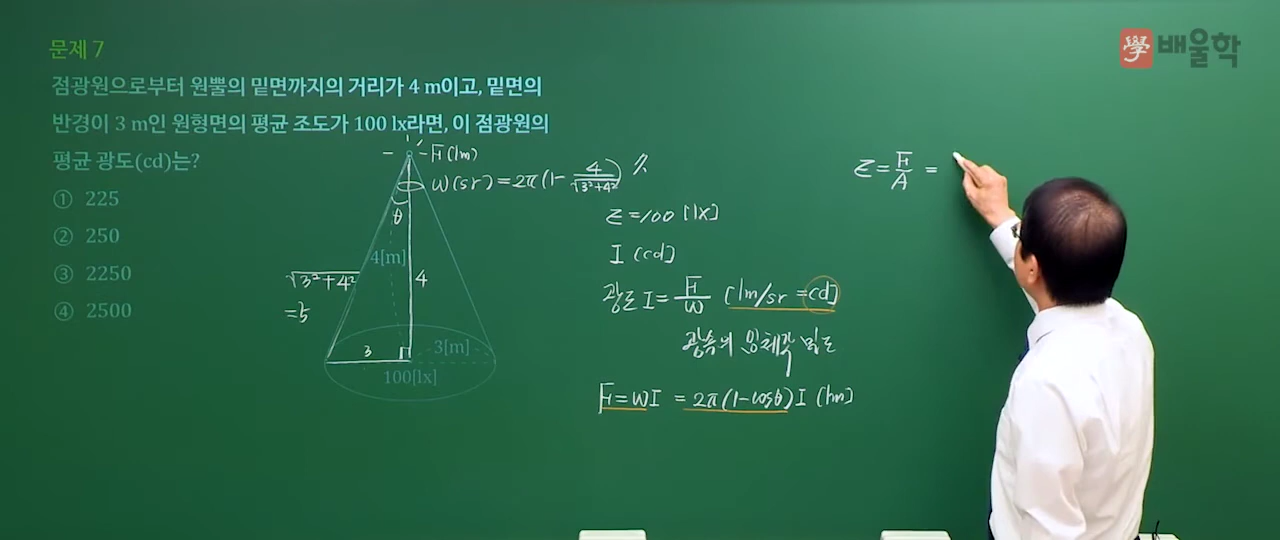 學 배울학
문제 7
점광원으로부터 원뿔의 밑면까지의 거리가 4 m이고, 밑면의
반경이 3 m인 원형면의 평균 조도가 100 lx라면, 이 점광원의
평균 광도(cd)는?
① 225
② 250
③ 2250
④ 2500
F(lm)
ω(sr)=2π(1-4/√3²+4²)
θ
4[m]
4
√3²+4²
=5
3
3[m]
100[lx]
E=100[lx]
I(cd]
광도 I=F/ω [lm/sr=cd]
광속의 입체각 밀도
F=ωI=2π(1-cosθ)I(lm)
E=F/A=